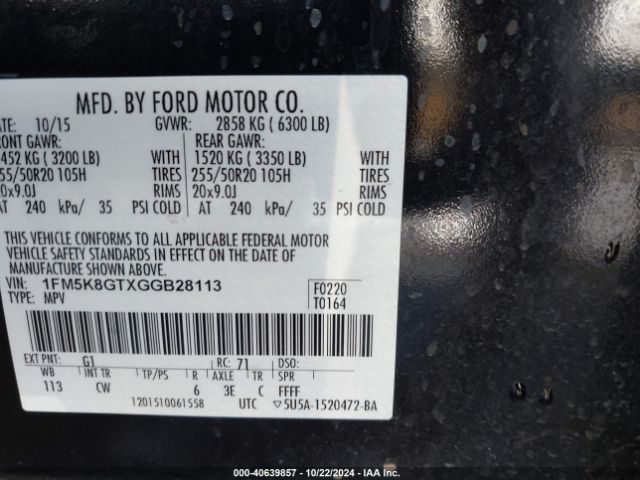 MFD. BY FORD MOTOR CO.
ATE: 10/15 GVWR: 2858 KG ( 6300 LB)
RONT GAWR: REAR GAWR:
452 KG ( 3200 LB) WITH 1520 KG ( 3350 LB) WITH
55/50R20 105H TIRES 255/50R20 105H TIRES
20x9.0J RIMS 20x9.0J RIMS
AT 240 kPa/ 35 PSI COLD AT 240 kPa/ 35 PSI COLD
THIS VEHICLE CONFORMS TO ALL APPLICABLE FEDERAL MOTOR
VEHICLE SAFETY STANDARDS IN EFFECT ON THE DATE OF
MANUFACTURE SHOWN ABOVE.
VIN: 1FM5K8GTXGGB28113 F0220
TYPE: MPV T0164
EXT PNT: G1 RC: 71 DSO:
WB INT TR TP/PS R AXLE TR SPR
113 CW 6 3E C FFFF
1201510061558 UTC ▽5U5A-1520472-BA
000-40639857 - 10/22/2024 - IAA Inc.